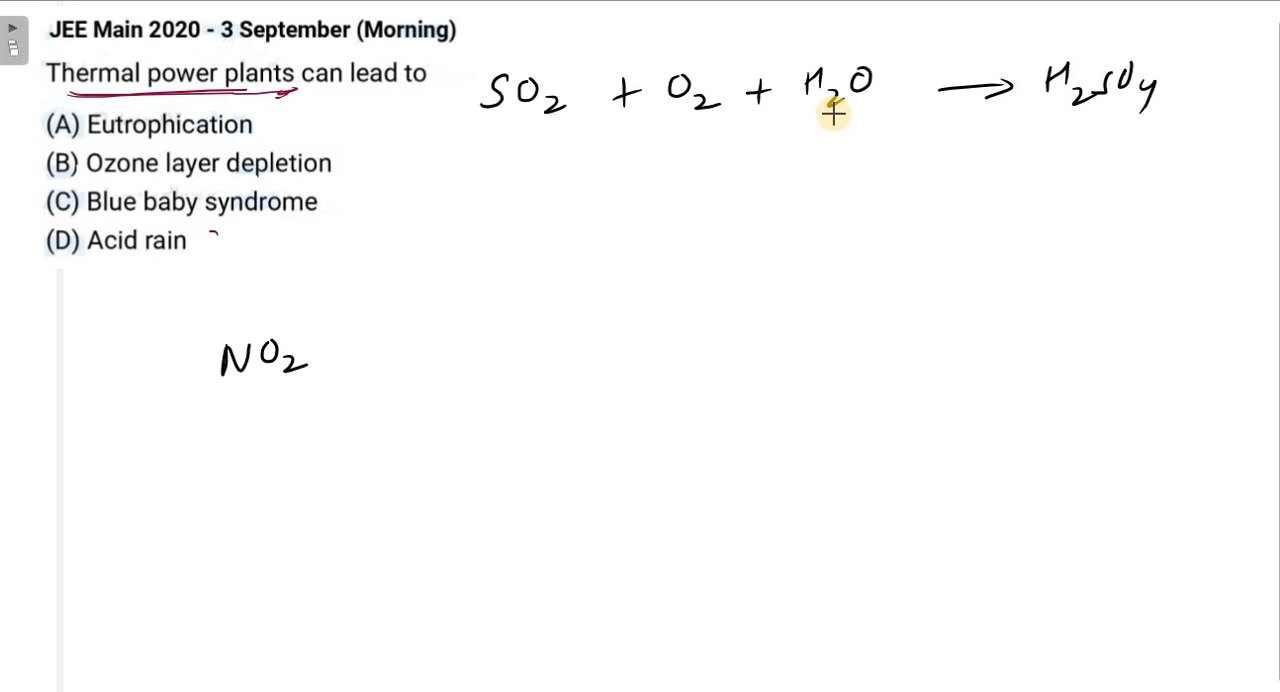 JEE Main 2020 - 3 September (Morning)
Thermal power plants can lead to
SO₂ + O₂ + H₂O → H₂SO₄
(A) Eutrophication
(B) Ozone layer depletion
(C) Blue baby syndrome
(D) Acid rain
NO₂